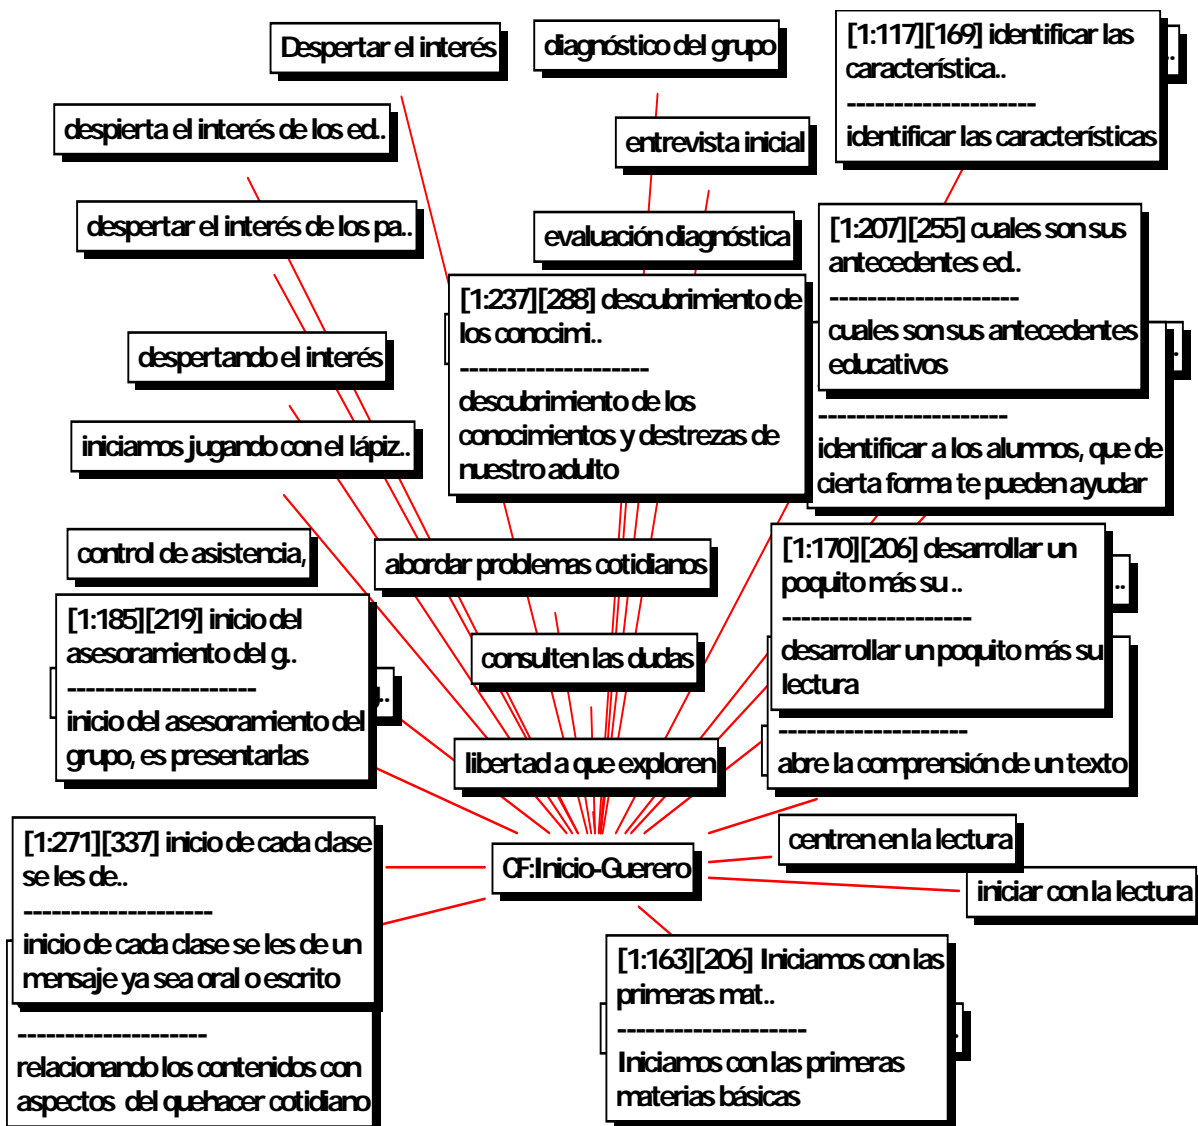 Despertar el interés
diagnóstico del grupo
[1:117][169] identificar las
característica..
--------------------
identificar las características
despierta el interés de los ed..
entrevista inicial
despertar el interés de los pa..
evaluación diagnóstica
[1:207][255] cuales son sus
antecedentes ed..
--------------------
cuales son sus antecedentes
educativos
--------------------
identificar a los alumnos, que de
cierta forma te pueden ayudar
[1:237][288] descubrimiento de
los conocimi..
--------------------
descubrimiento de los
conocimientos y destrezas de
nuestro adulto
despertando el interés
iniciamos jugando con el lápiz..
control de asistencia,
abordar problemas cotidianos
[1:170][206] desarrollar un
poquito más su ..
--------------------
desarrollar un poquito más su
lectura
--------------------
abre la comprensión de un texto
[1:185][219] inicio del
asesoramiento del g..
--------------------
inicio del asesoramiento del
grupo, es presentarlas
consulten las dudas
libertad a que exploren
[1:271][337] inicio de cada clase
se les de..
--------------------
inicio de cada clase se les de un
mensaje ya sea oral o escrito
--------------------
relacionando los contenidos con
aspectos  del quehacer cotidiano
CF:Inicio-Guerero
centren en la lectura
iniciar con la lectura
[1:163][206] Iniciamos con las
primeras mat..
--------------------
Iniciamos con las primeras
materias básicas